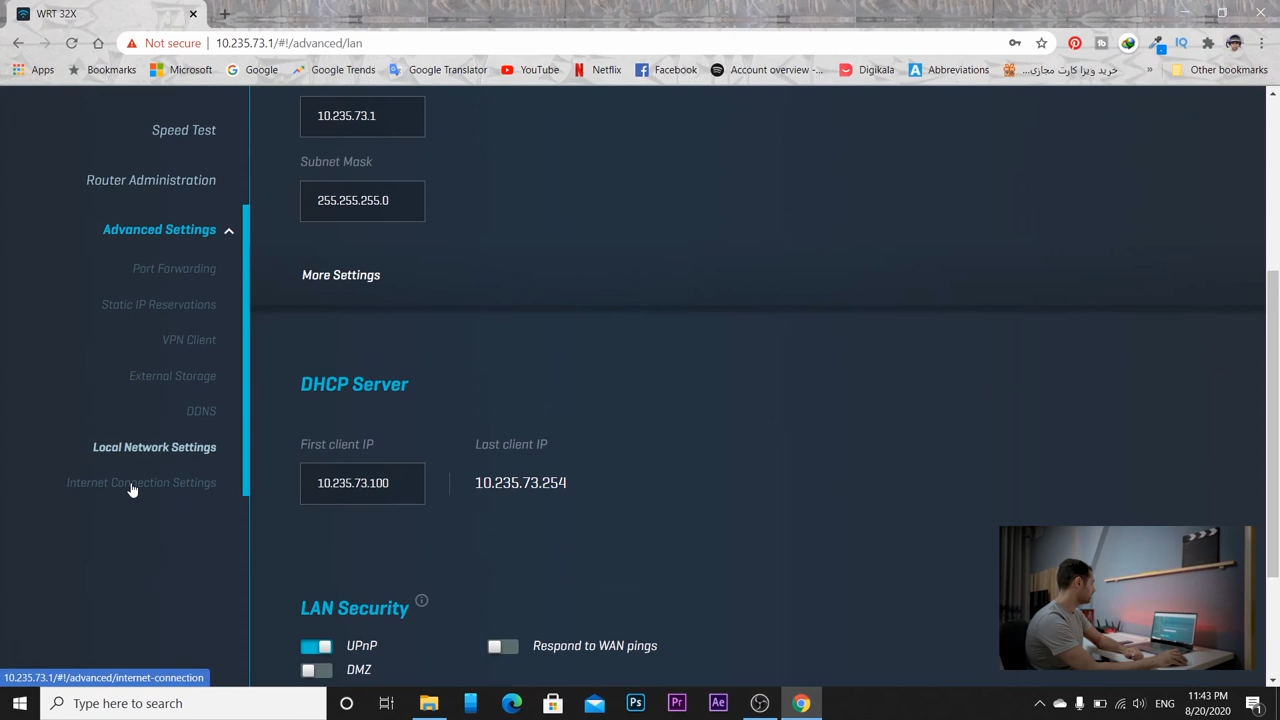 WRT 32X
Not secure
10.235.73.1/#!/advanced/lan
Apps
Bookmarks
Microsoft
Google
Google Trends
Google Translator
YouTube
Netflix
Facebook
Account overview -...
Digikala
Abbreviations
خرید ویزا کارت مجازی...
»
Other bookmarks
Speed Test
Router Administration
Advanced Settings
Port Forwarding
Static IP Reservations
VPN Client
External Storage
DDNS
Local Network Settings
Internet Connection Settings
10.235.73.1
Subnet Mask
255.255.255.0
More Settings
DHCP Server
First client IP
Last client IP
10.235.73.100
10.235.73.254
LAN Security
UPnP
Respond to WAN pings
DMZ
10.235.73.1/#!/advanced/internet-connection
Type here to search
Ps
Pr
Ae
ENG
11:43 PM
8/20/2020